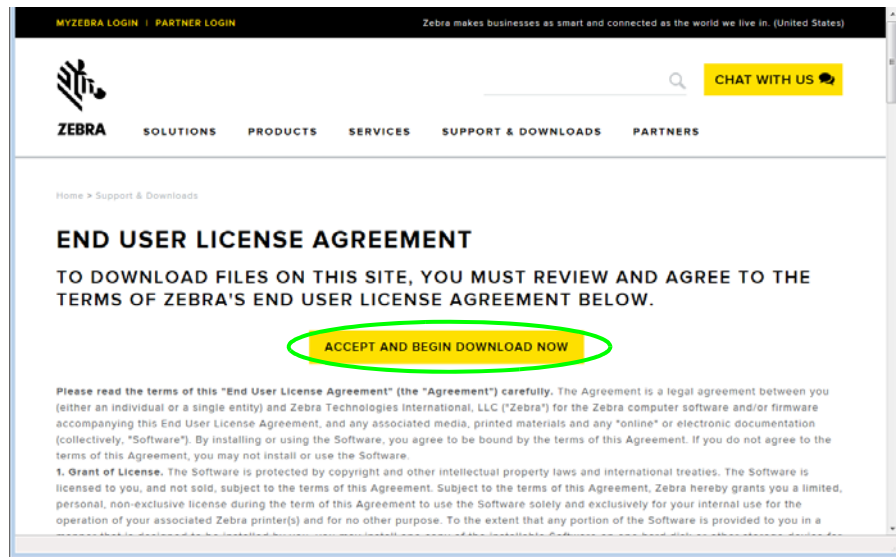 MYZEBRA LOGIN | PARTNER LOGIN Zebra makes businesses as smart and connected as the world we live in. (United States)
CHAT WITH US
ZEBRA SOLUTIONS PRODUCTS SERVICES SUPPORT & DOWNLOADS PARTNERS
Home > Support & Downloads
END USER LICENSE AGREEMENT
TO DOWNLOAD FILES ON THIS SITE, YOU MUST REVIEW AND AGREE TO THE
TERMS OF ZEBRA'S END USER LICENSE AGREEMENT BELOW.
ACCEPT AND BEGIN DOWNLOAD NOW
Please read the terms of this "End User License Agreement" (the "Agreement") carefully. The Agreement is a legal agreement between you
(either an individual or a single entity) and Zebra Technologies International, LLC ("Zebra") for the Zebra computer software and/or firmware
accompanying this End User License Agreement, and any associated media, printed materials and any "online" or electronic documentation
(collectively, "Software"). By installing or using the Software, you agree to be bound by the terms of this Agreement. If you do not agree to the
terms of this Agreement, you may not install or use the Software.
1. Grant of License. The Software is protected by copyright and other intellectual property laws and international treaties. The Software is
licensed to you, and not sold, subject to the terms of this Agreement. Subject to the terms of this Agreement, Zebra hereby grants you a limited,
personal, non-exclusive license during the term of this Agreement to use the Software solely and exclusively for your internal use for the
operation of your associated Zebra printer(s) and for no other purpose. To the extent that any portion of the Software is provided to you in a